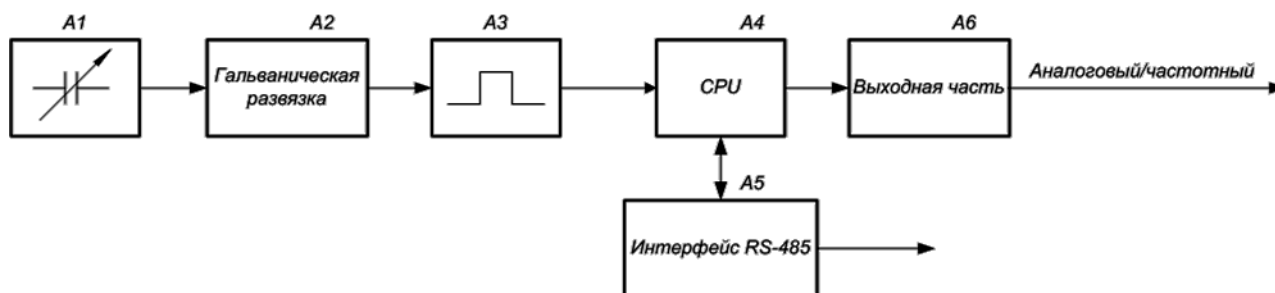 A1
A2
A3
A4
A6
Гальваническая
развязка
CPU
Выходная часть
Аналоговый/частотный
A5
Интерфейс RS-485